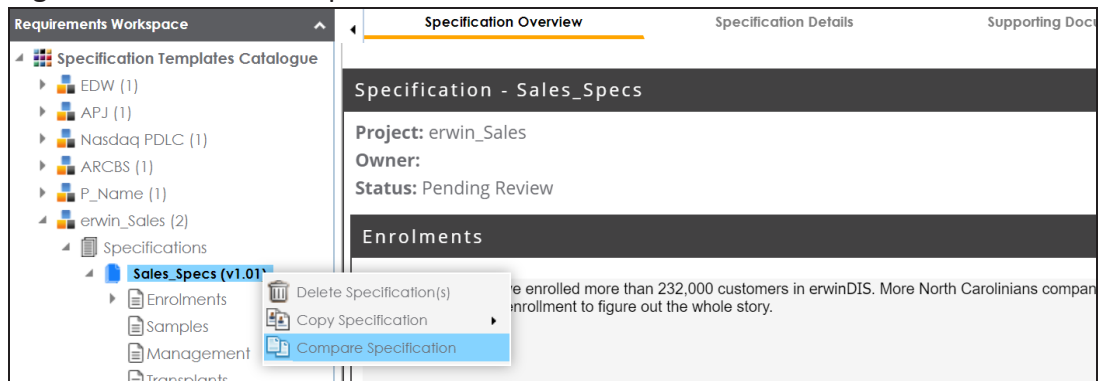 Requirements Workspace
Specification Templates Catalogue
EDW (1)
APJ (1)
Nasdaq PDLC (1)
ARCBS (1)
P_Name (1)
erwin_Sales (2)
Specifications
Sales_Specs (v1.01)
Enrolments
Samples
Management
Transplants
Delete Specification(s)
Copy Specification
Compare Specification
Specification Overview Specification Details Supporting Docu
Specification - Sales_Specs
Project: erwin_Sales
Owner:
Status: Pending Review
Enrolments
ve enrolled more than 232,000 customers in erwinDIS. More North Carolinians compan
enrollment to figure out the whole story.